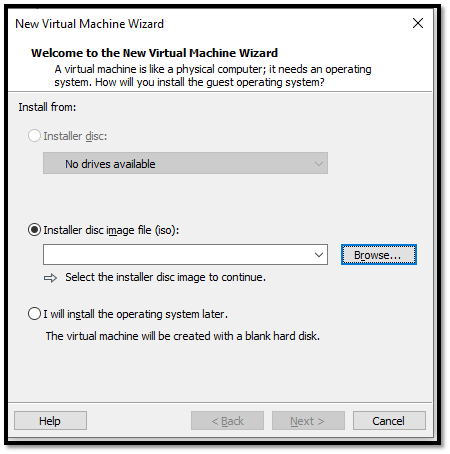 New Virtual Machine Wizard
Welcome to the New Virtual Machine Wizard
A virtual machine is like a physical computer; it needs an operating
system. How will you install the guest operating system?
Install from:
Installer disc:
No drives available
Installer disc image file (iso):
Browse...
Select the installer disc image to continue.
I will install the operating system later.
The virtual machine will be created with a blank hard disk.
Help
< Back
Next >
Cancel